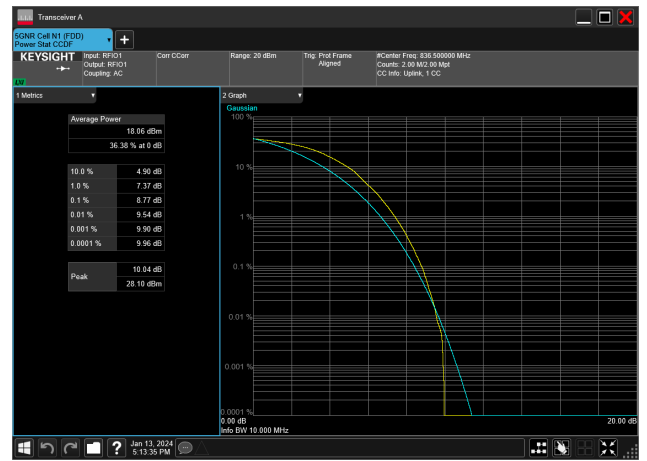 Transceiver A
5GNR Cell N1 (FDD)
Power Stat CCDF
KEYSIGHT
Input: RFIO1
Output: RFIO1
Coupling: AC
Corr CCorr
Range: 20 dBm
Trig: Prot Frame
Aligned
#Center Freq: 836.500000 MHz
Counts: 2.00 M/2.00 Mpt
CC Info: Uplink, 1 CC
1 Metrics
Average Power
18.06 dBm
36.38 % at 0 dB
10.0 % 4.90 dB
1.0 % 7.37 dB
0.1 % 8.77 dB
0.01 % 9.54 dB
0.001 % 9.90 dB
0.0001 % 9.96 dB
Peak 10.04 dB
28.10 dBm
2 Graph
Gaussian
100 %
10 %
1 %
0.1 %
0.01 %
0.001 %
0.0001 %
0.00 dB
20.00 dB
Info BW 10.000 MHz
Jan 13, 2024
5:13:35 PM